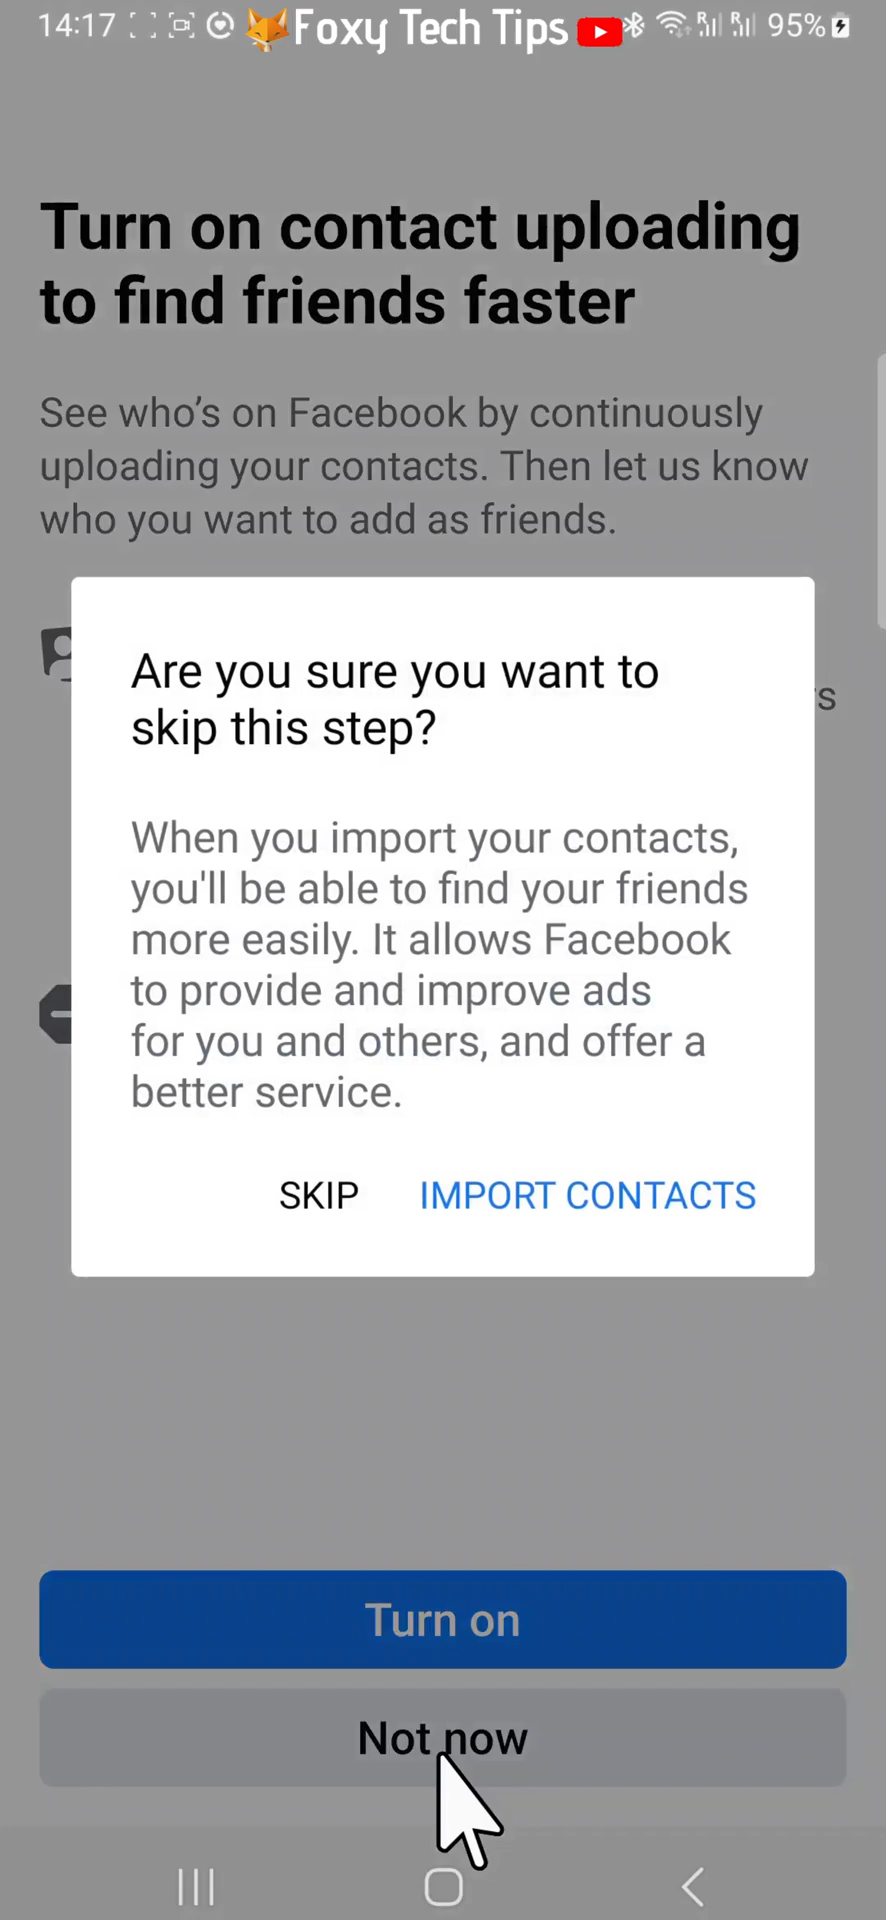 14:17 Foxy Tech Tips 95%
Turn on contact uploading
to find friends faster
See who's on Facebook by continuously
uploading your contacts. Then let us know
who you want to add as friends.
Are you sure you want to
skip this step?
When you import your contacts,
you'll be able to find your friends
more easily. It allows Facebook
to provide and improve ads
for you and others, and offer a
better service.
SKIP IMPORT CONTACTS
Turn on
Not now